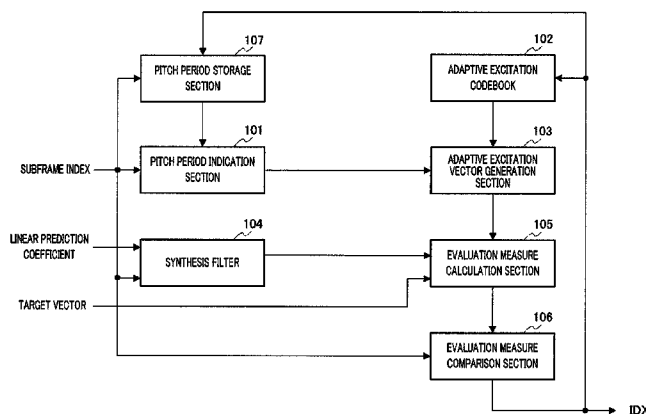 107
PITCH PERIOD STORAGE
SECTION
102
ADAPTIVE EXCITATION
CODEBOOK
SUBFRAME INDEX
101
PITCH PERIOD INDICATION
SECTION
103
ADAPTIVE EXCITATION
VECTOR GENERATION
SECTION
LINEAR PREDICTION
COEFFICIENT
104
SYNTHESIS FILTER
105
EVALUATION MEASURE
CALCULATION SECTION
TARGET VECTOR
106
EVALUATION MEASURE
COMPARISON SECTION
IDX